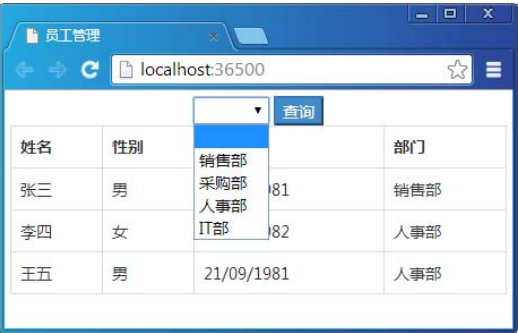 员工管理
localhost:36500
查询
姓名 性别 部门
销售部
采购部
人事部
IT部
张三 男 981 销售部
李四 女 982 人事部
王五 男 21/09/1981 人事部